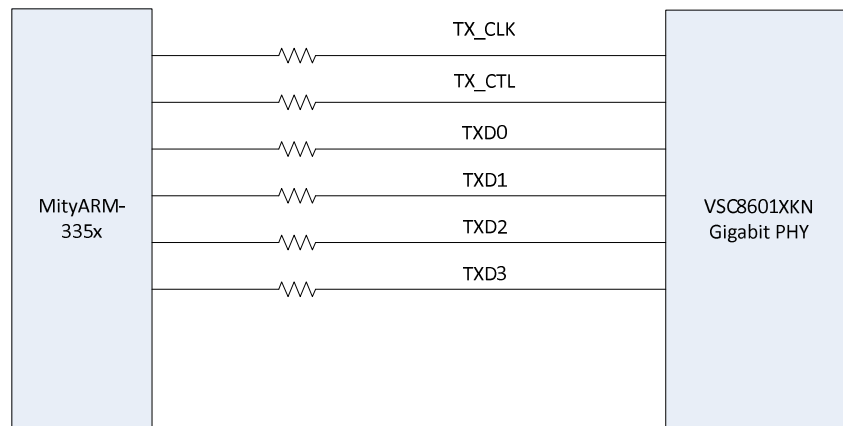 TX_CLK
TX_CTL
TXD0
TXD1
TXD2
TXD3
MityARM-
335x
VSC8601XKN
Gigabit PHY